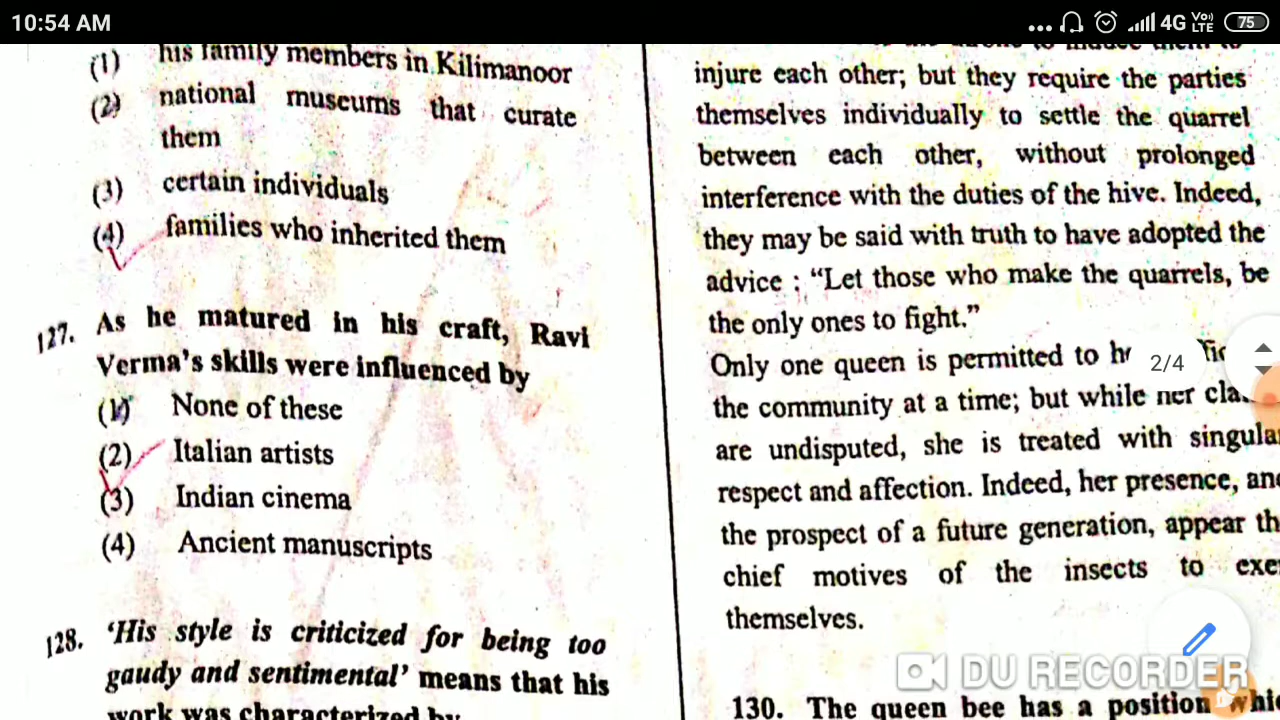 10:54 AM
... 4G Vo) LTE 75
(1) his family members in Kilimanoor
(2) national museums that curate
them
(3) certain individuals
(4) families who inherited them
127. As he matured in his craft, Ravi
Verma's skills were influenced by
(1) None of these
(2) Italian artists
(3) Indian cinema
(4) Ancient manuscripts
128. 'His style is criticized for being too
gaudy and sentimental' means that his
work was characterized by
injure each other; but they require the parties
themselves individually to settle the quarrel
between each other, without prolonged
interference with the duties of the hive. Indeed,
they may be said with truth to have adopted the
advice : "Let those who make the quarrels, be
the only ones to fight."
Only one queen is permitted to
the community at a time; but while her
are undisputed, she is treated with singular
respect and affection. Indeed, her presence, and
the prospect of a future generation, appear
chief motives of the insects to
themselves.
130. The queen bee has a position
2/4
DU RECORDER